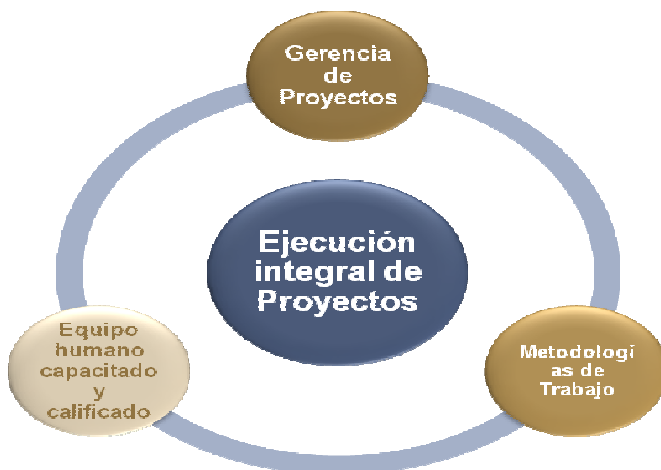 Gerencia
de
Proyectos
Ejecución
integral de
Proyectos
Equipo
humano
capacitado
y
calificado
Metodologí
as de
Trabajo